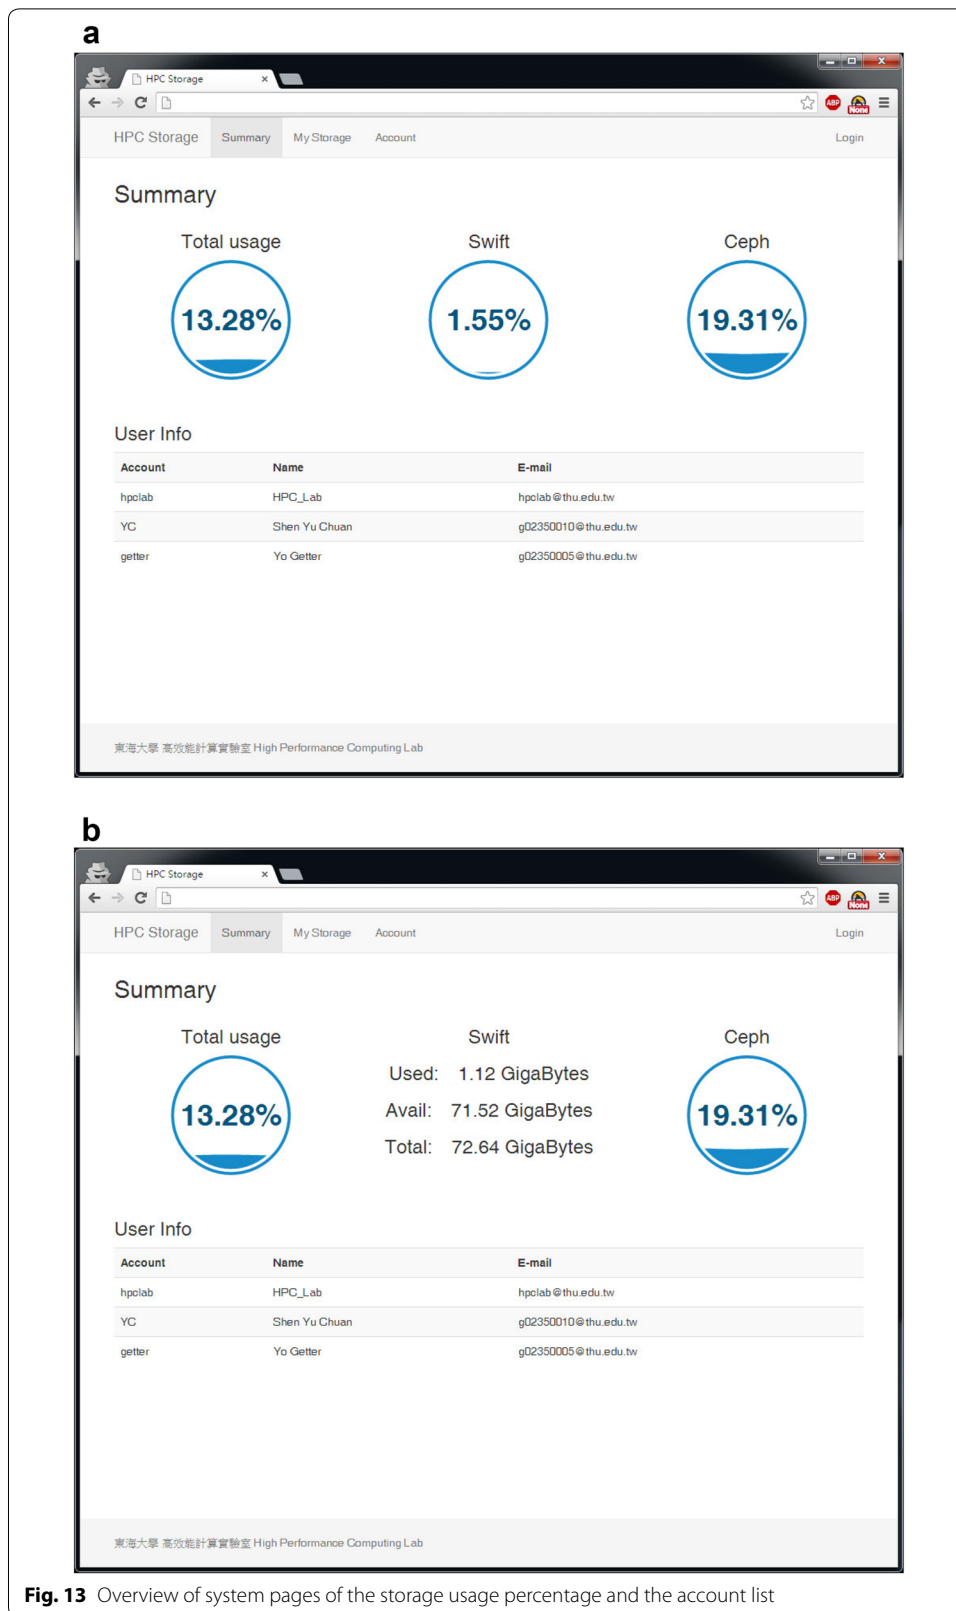 a
HPC Storage
ABP
None
HPC Storage Summary My Storage Account Login
Summary
Total usage Swift Ceph
13.28% 1.55% 19.31%
User Info
Account Name E-mail
hpclab HPC_Lab hpclab@thu.edu.tw
YC Shen Yu Chuan g02350010@thu.edu.tw
getter Yo Getter g02350005@thu.edu.tw
東海大學 高效能計算實驗室 High Performance Computing Lab
b
HPC Storage
ABP
None
HPC Storage Summary My Storage Account Login
Summary
Total usage Swift Ceph
Used: 1.12 GigaBytes
13.28% Avail: 71.52 GigaBytes 19.31%
Total: 72.64 GigaBytes
User Info
Account Name E-mail
hpclab HPC_Lab hpclab@thu.edu.tw
YC Shen Yu Chuan g02350010@thu.edu.tw
getter Yo Getter g02350005@thu.edu.tw
東海大學 高效能計算實驗室 High Performance Computing Lab
Fig. 13 Overview of system pages of the storage usage percentage and the account list